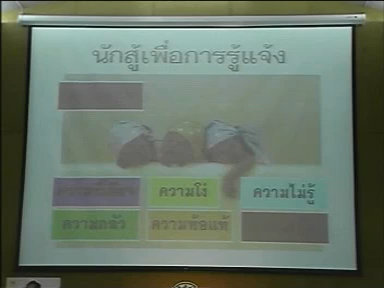 นักสู้เพื่อการรู้แจ้ง
ความโง่
ความไม่รู้
ความกลัว
ความท้อแท้